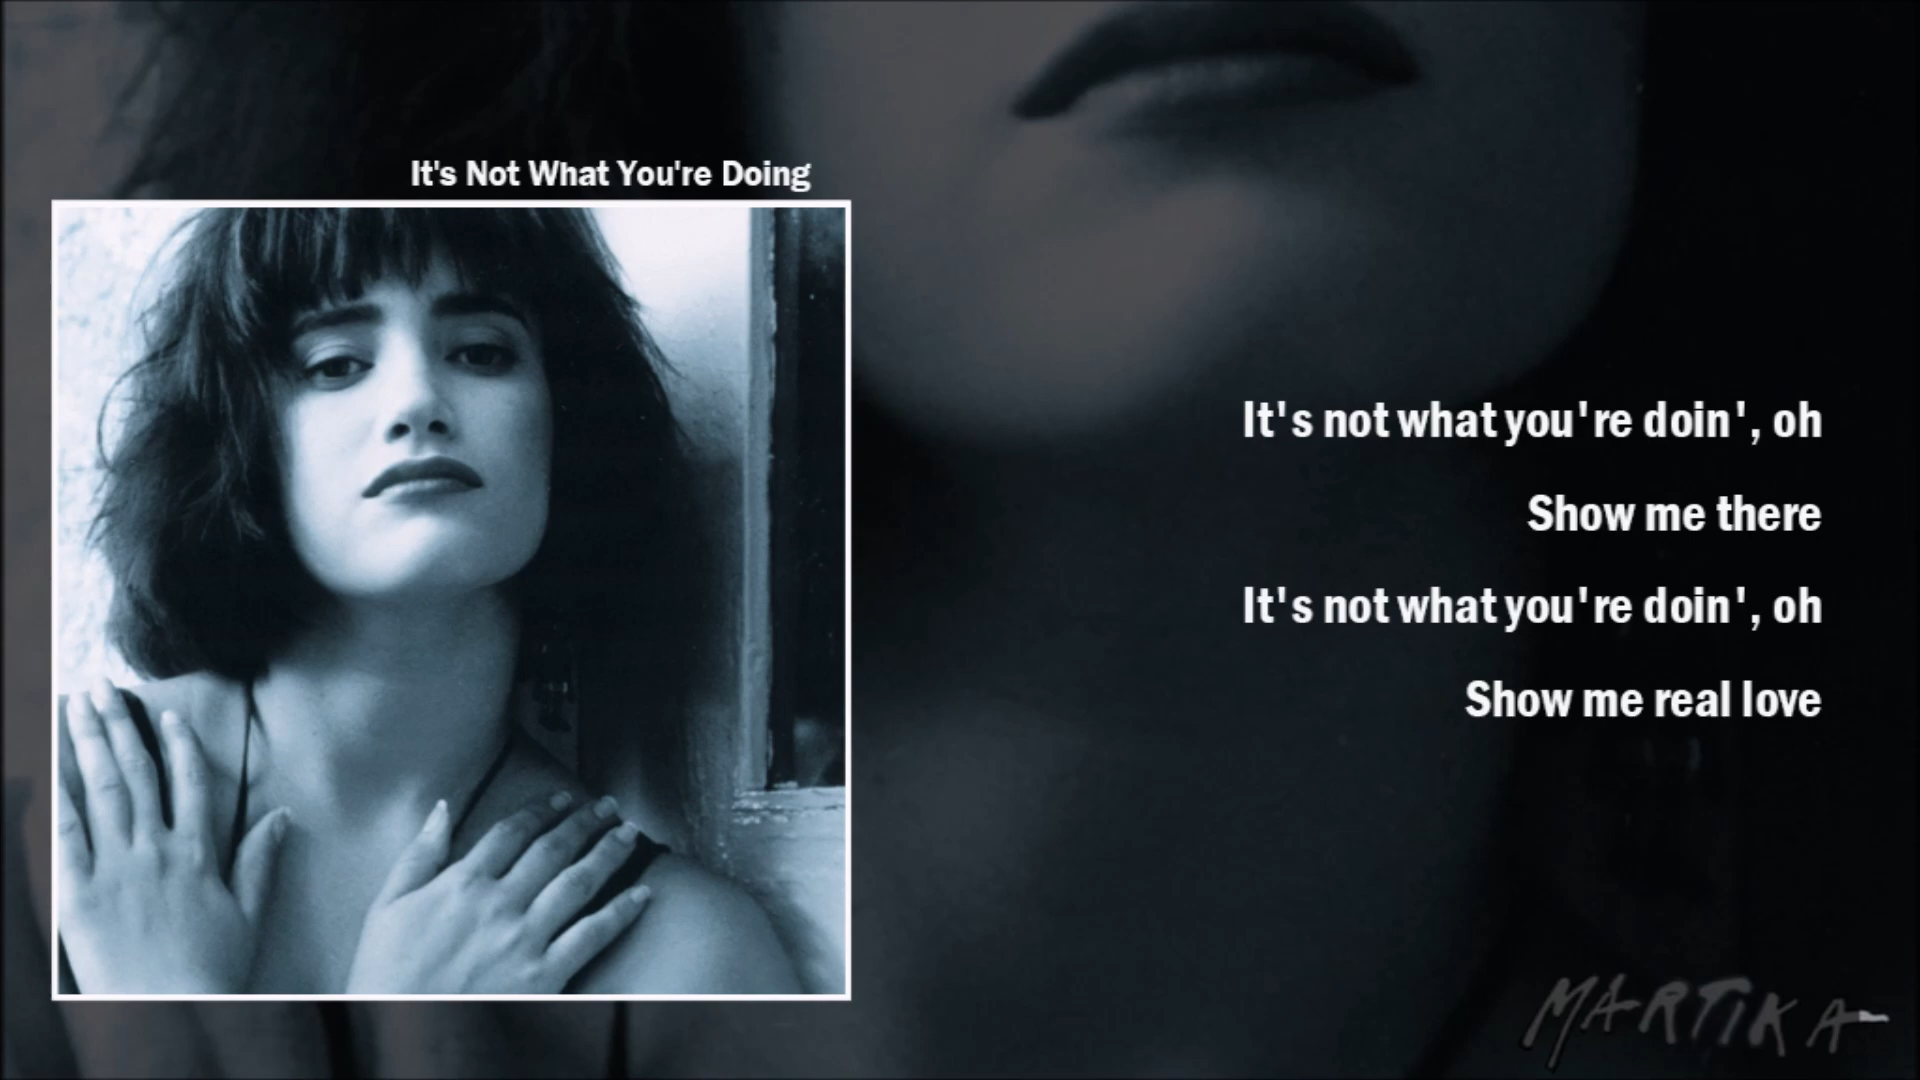 It's Not What You're Doing
It's not what you're doin', oh
Show me there
It's not what you're doin', oh
Show me real love
MARTIKA